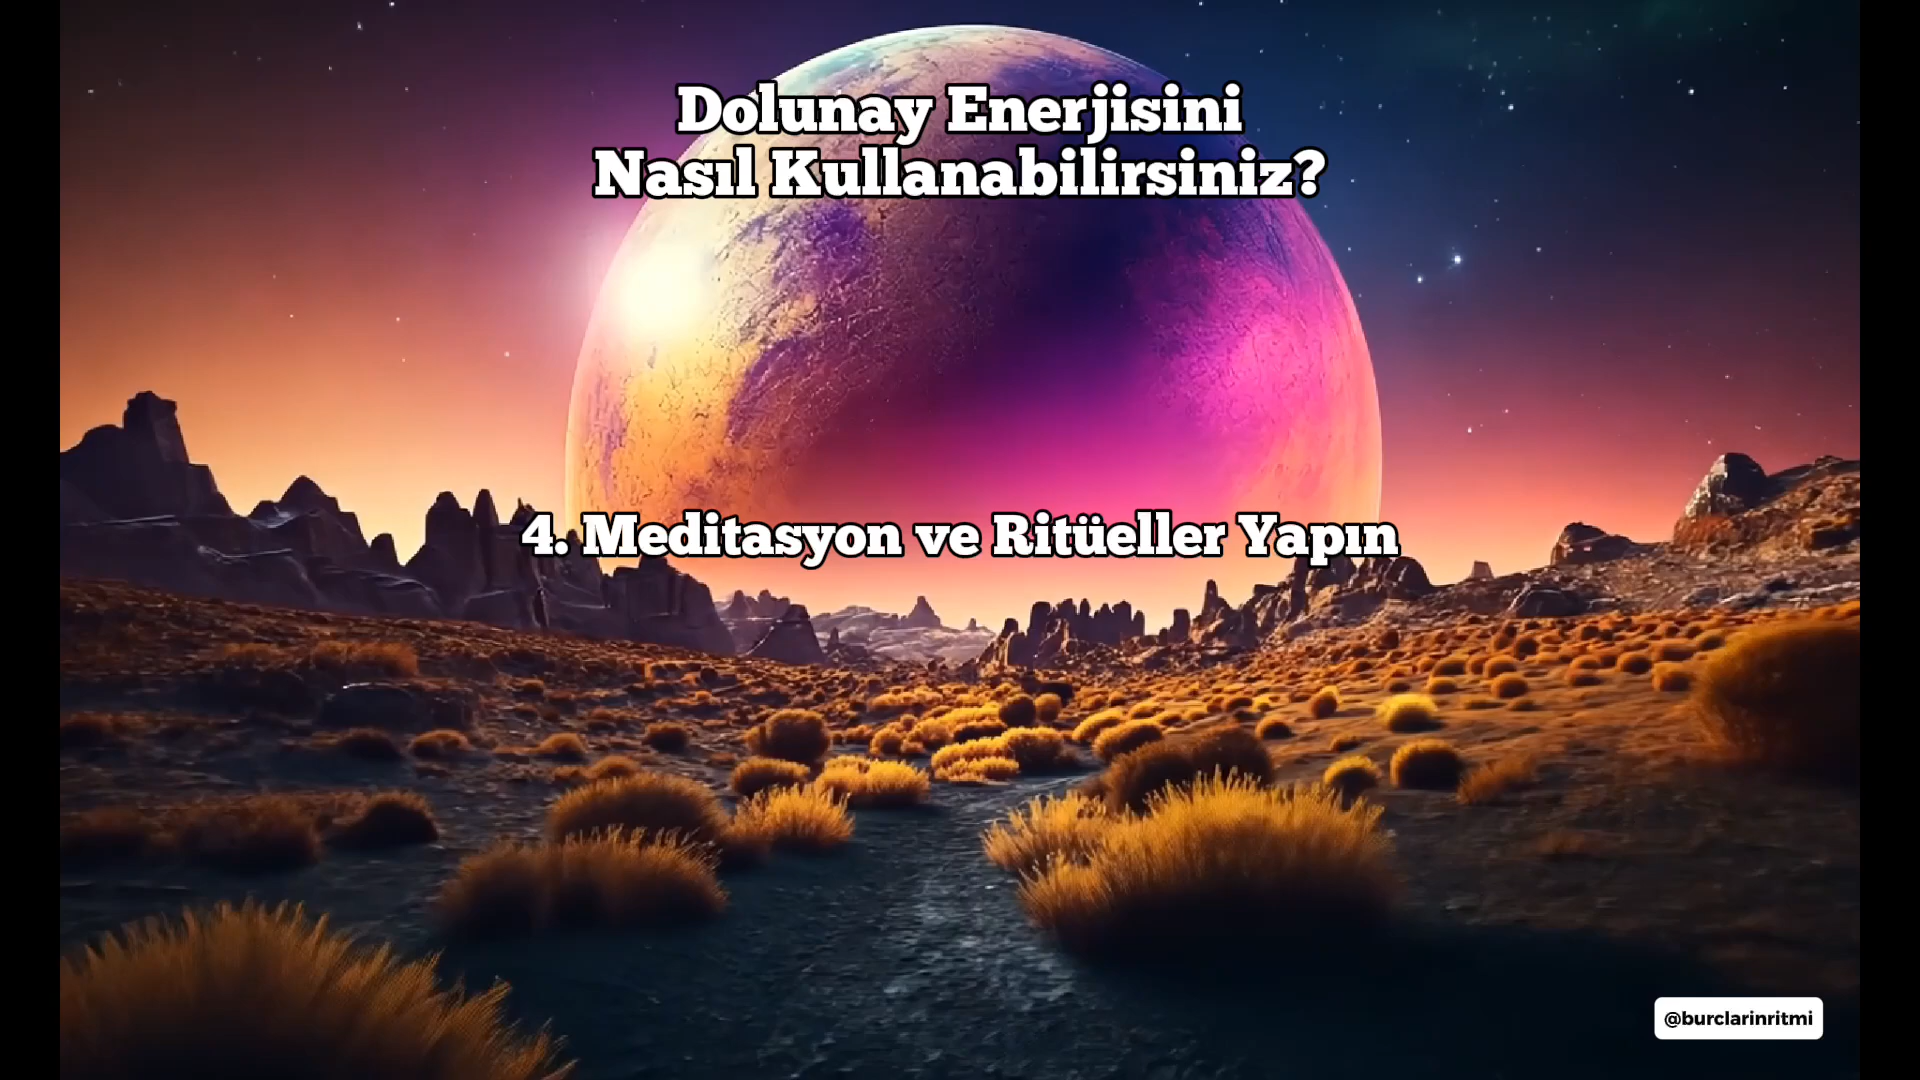 Dolunay Enerjisini
Nasıl Kullanabilirsiniz?
4. Meditasyon ve Ritüeller Yapın
@burclarinritmi